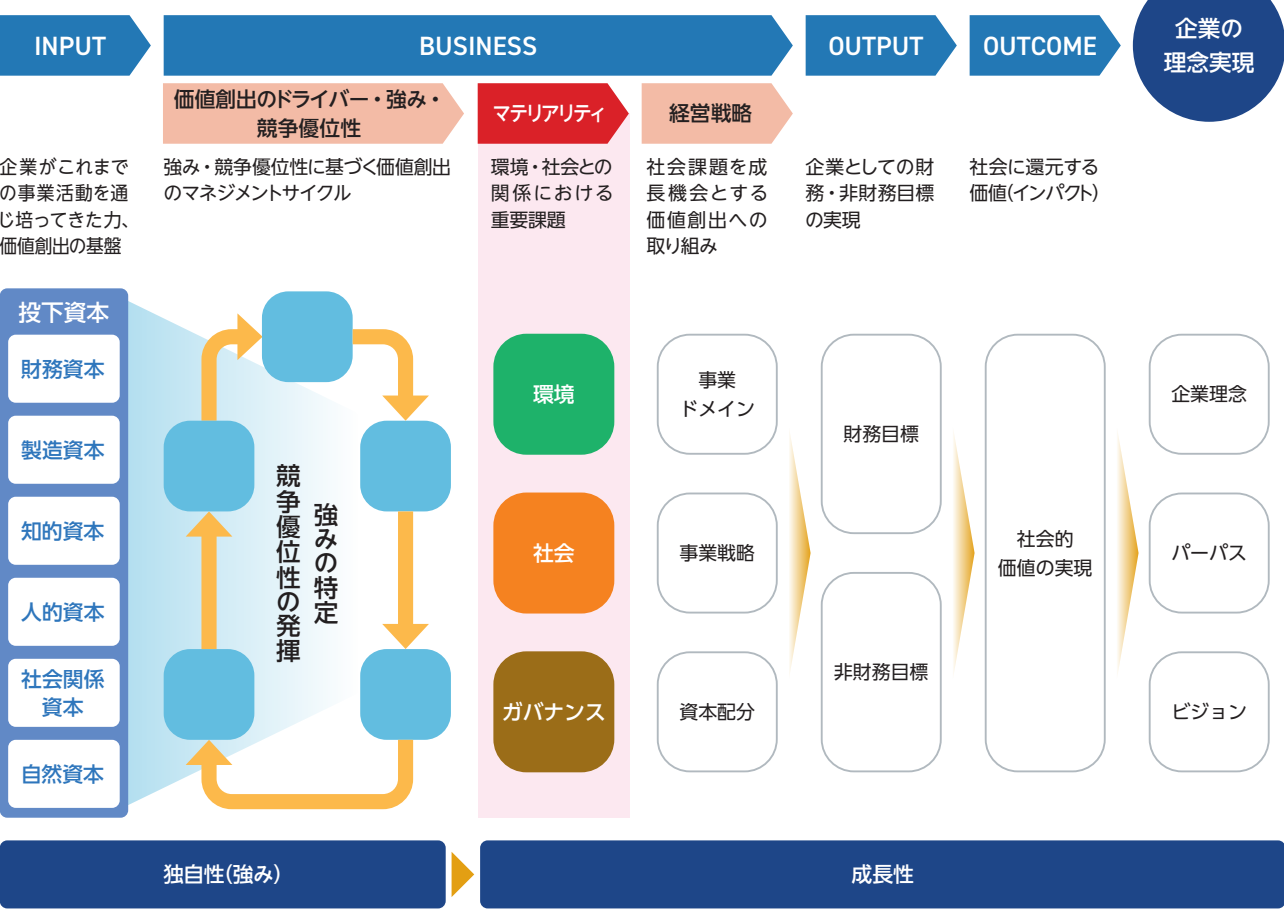 INPUT
BUSINESS
OUTPUT
OUTCOME
企業の
理念実現
価値創出のドライバー・強み・
競争優位性
マテリアリティ
経営戦略
企業がこれまで
の事業活動を通
じ培ってきた力、
価値創出の基盤
強み・競争優位性に基づく価値創出
のマネジメントサイクル
環境・社会との
関係における
重要課題
社会課題を成
長機会とする
価値創出への
取り組み
企業としての財
務・非財務目標
の実現
社会に還元する
価値(インパクト)
投下資本
財務資本
製造資本
知的資本
人的資本
社会関係
資本
自然資本
強みの特定
競争優位性の発揮
環境
社会
ガバナンス
事業
ドメイン
事業戦略
資本配分
財務目標
非財務目標
社会的
価値の実現
企業理念
パーパス
ビジョン
独自性(強み)
成長性